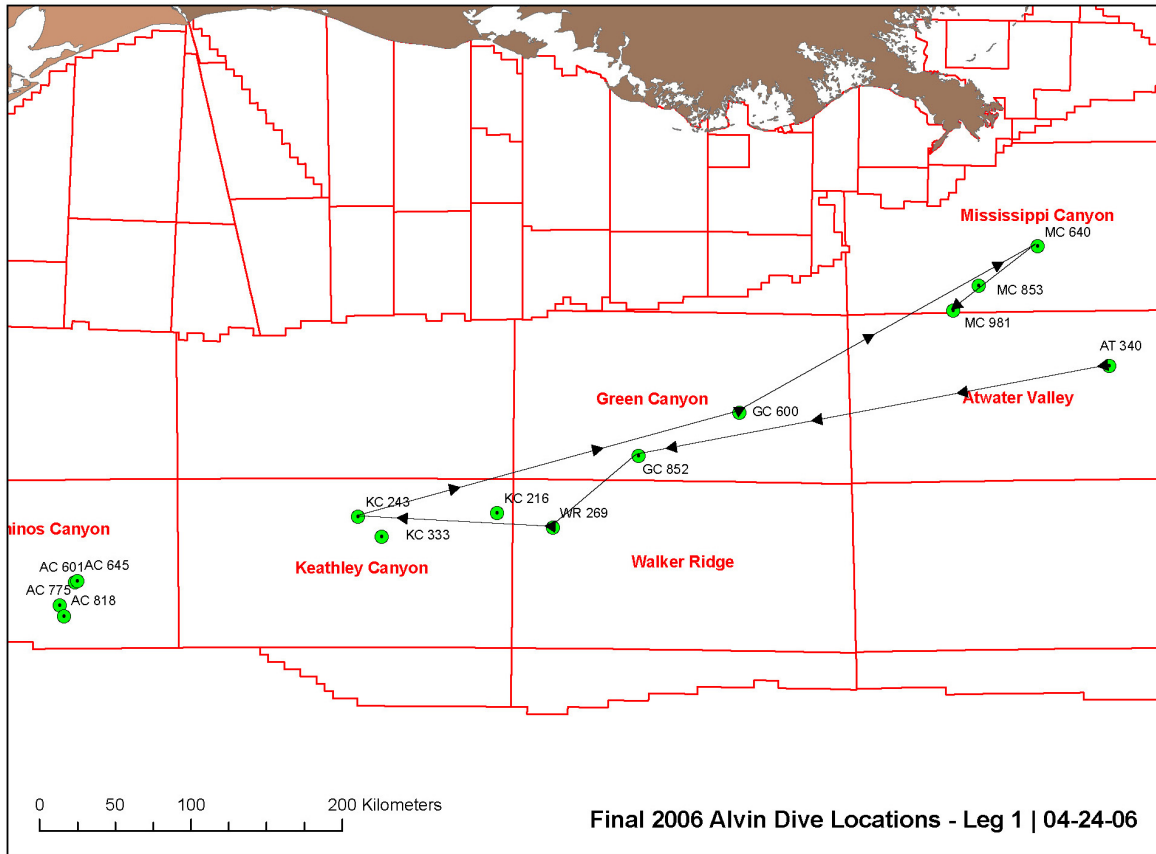 Mississippi Canyon
MC 640
MC 853
MC 981
AT 340
Green Canyon
Atwater Valley
GC 600
GC 852
KC 243
KC 216
WR 269
ninos Canyon
KC 333
AC 601 AC 645
Keathley Canyon
Walker Ridge
AC 775
AC 818
0 50 100 200 Kilometers
Final 2006 Alvin Dive Locations - Leg 1 | 04-24-06